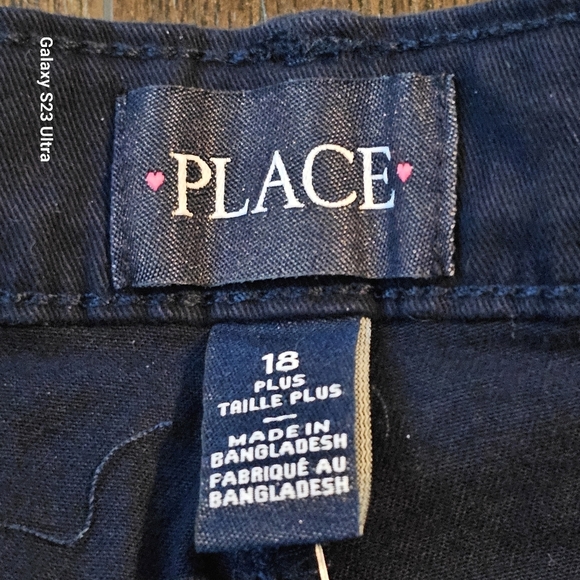 Galaxy S23 Ultra
PLACE
18
PLUS
TAILLE PLUS
MADE IN
BANGLADESH
FABRIQUÉ AU
BANGLADESH